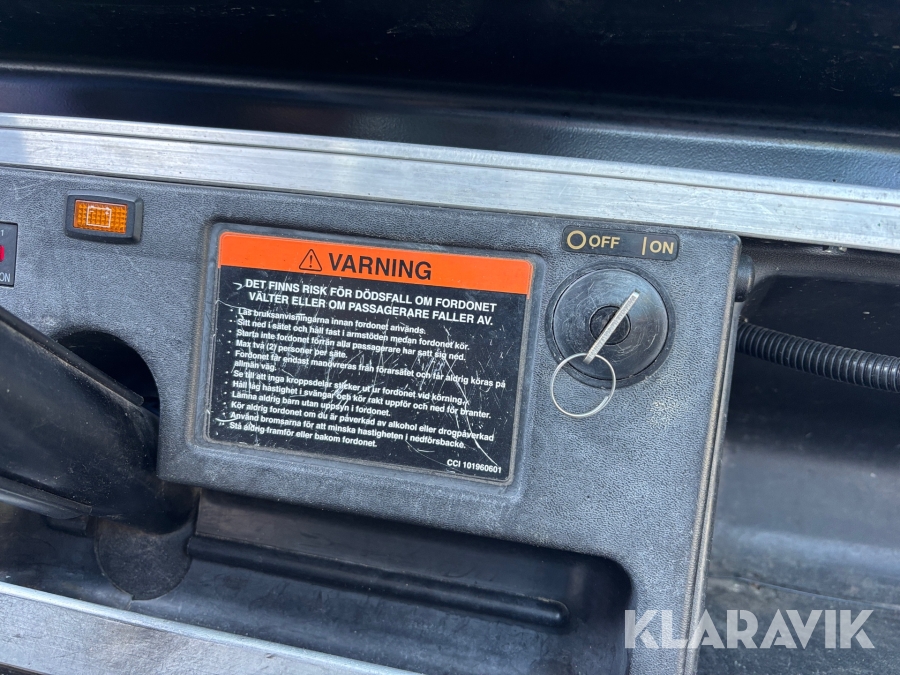 OFF ON
1
ON
VARNING
DET FINNS RISK FÖR DÖDSFALL OM FORDONET
VÄLTER ELLER OM PASSAGERARE FALLER AV.
• Läs bruksanvisningarna innan fordonet används.
• Sitt ned i sätet och håll fast i armstöden medan fordonet kör.
• Starta inte fordonet förrän alla passagerare har satt sig ned.
• Max två (2) personer per säte.
• Fordonet får endast manövreras från förarsätet och får aldrig köras på
allmän väg.
• Se till att inga kroppsdelar sticker ut ur fordonet vid körning.
• Håll låg hastighet i svängar och kör rakt uppför och ned för branter.
• Lämna aldrig barn utan uppsyn i fordonet.
• Kör aldrig fordonet om du är påverkad av alkohol eller drogpåverkad
• Använd bromsarna för att minska hastigheten i nedförsbacke.
• Stå aldrig framför eller bakom fordonet.
CCI 101960601
KLARAVIK